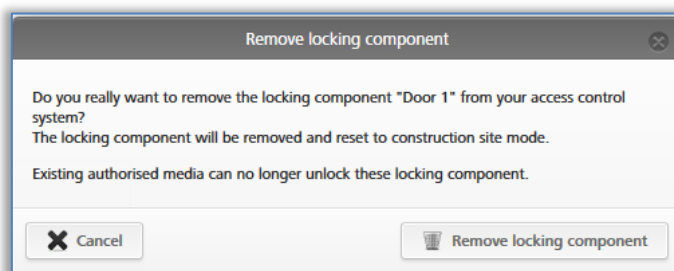 Remove locking component
Do you really want to remove the locking component "Door 1" from your access control
system?
The locking component will be removed and reset to construction site mode.
Existing authorised media can no longer unlock these locking component.
Cancel
Remove locking component